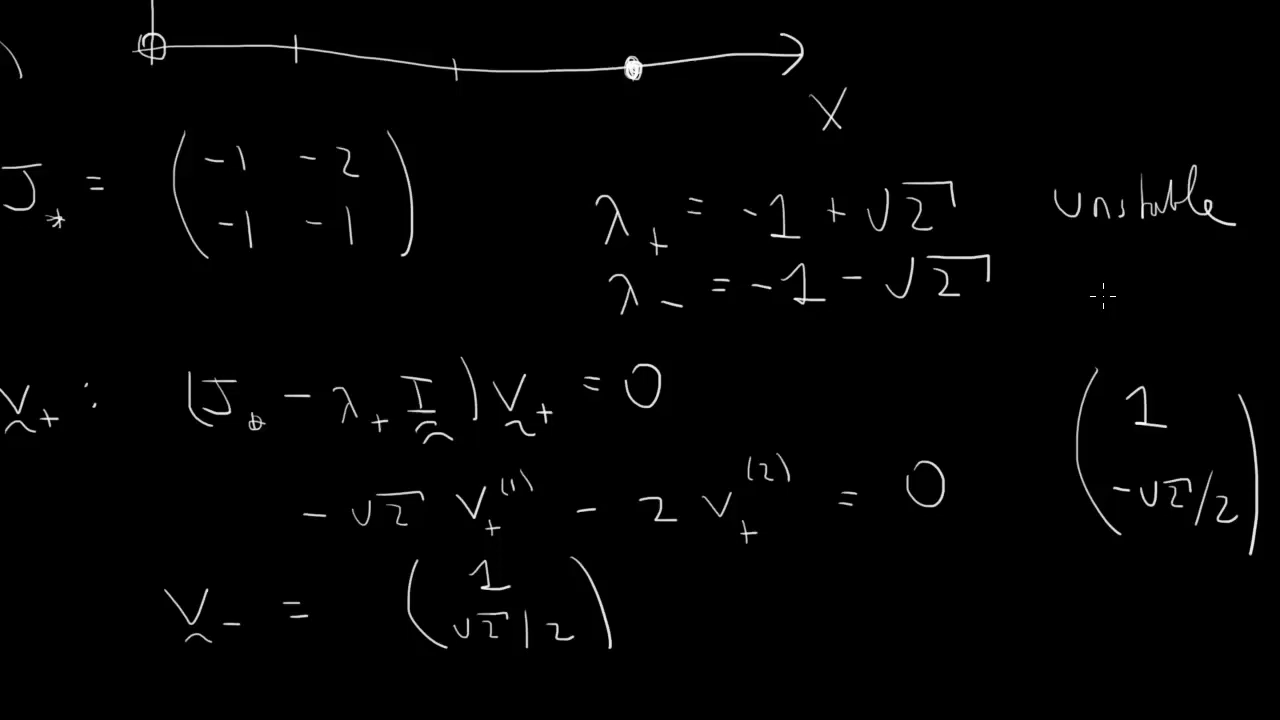 X
J* = ( -1 -2
-1 -1 )
λ+ = -1 + √2 unstable
λ- = -1 - √2
V+ : (J* - λ+ I) V+ = 0
( 1
-√2/2 )
- √2 V+^(1) - 2 V+^(2) = 0
V- = ( 1
√2/2 )